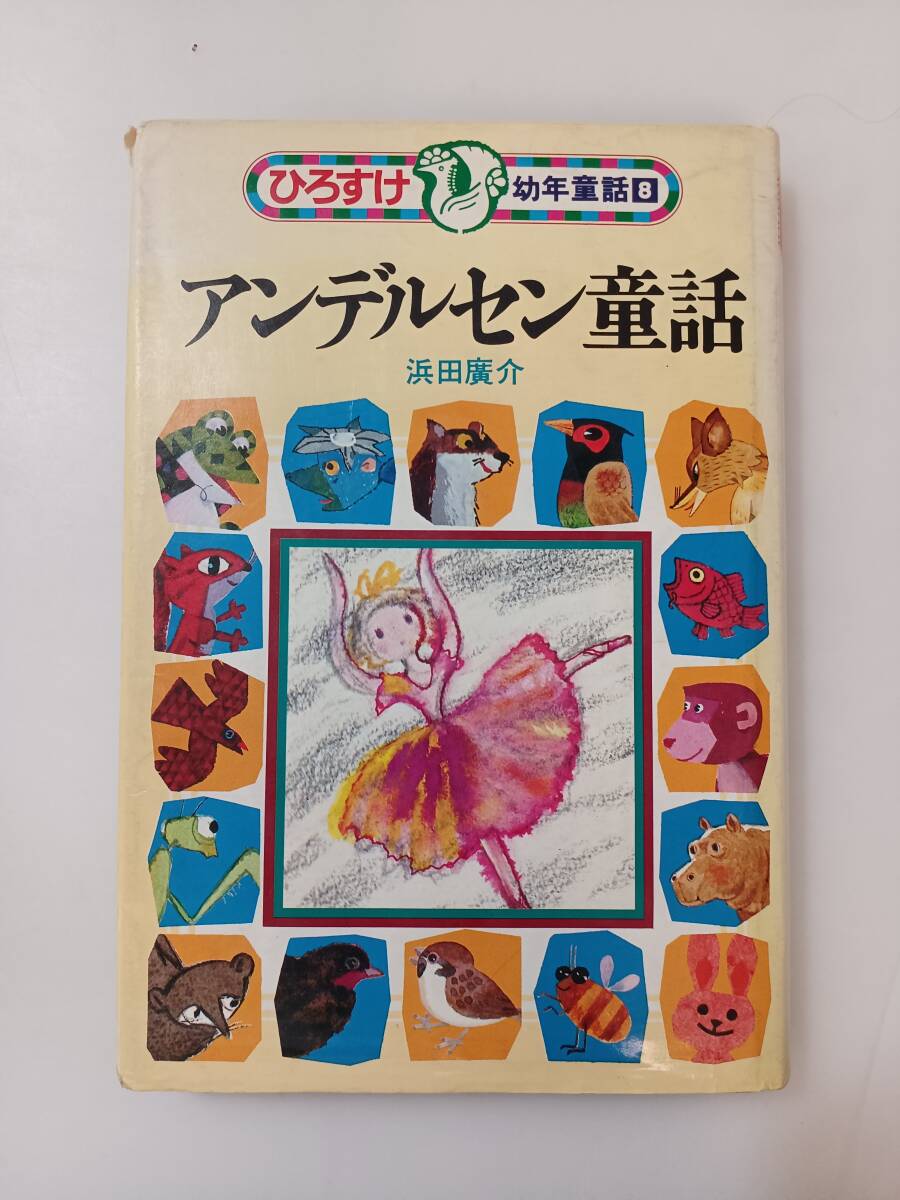 ひろすけ 幼年童話8
アンデルセン童話
浜田廣介